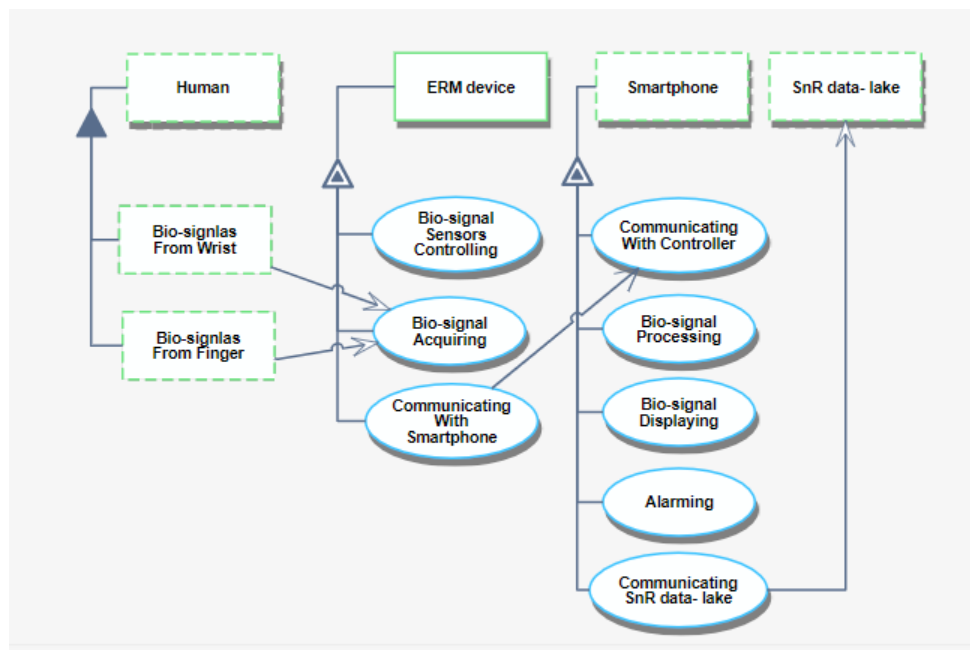 Human
ERM device
Smartphone
SnR data- lake
Bio-signlas
From Wrist
Bio-signlas
From Finger
Bio-signal
Sensors
Controlling
Bio-signal
Acquiring
Communicating
With
Smartphone
Communicating
With Controller
Bio-signal
Processing
Bio-signal
Displaying
Alarming
Communicating
SnR data- lake